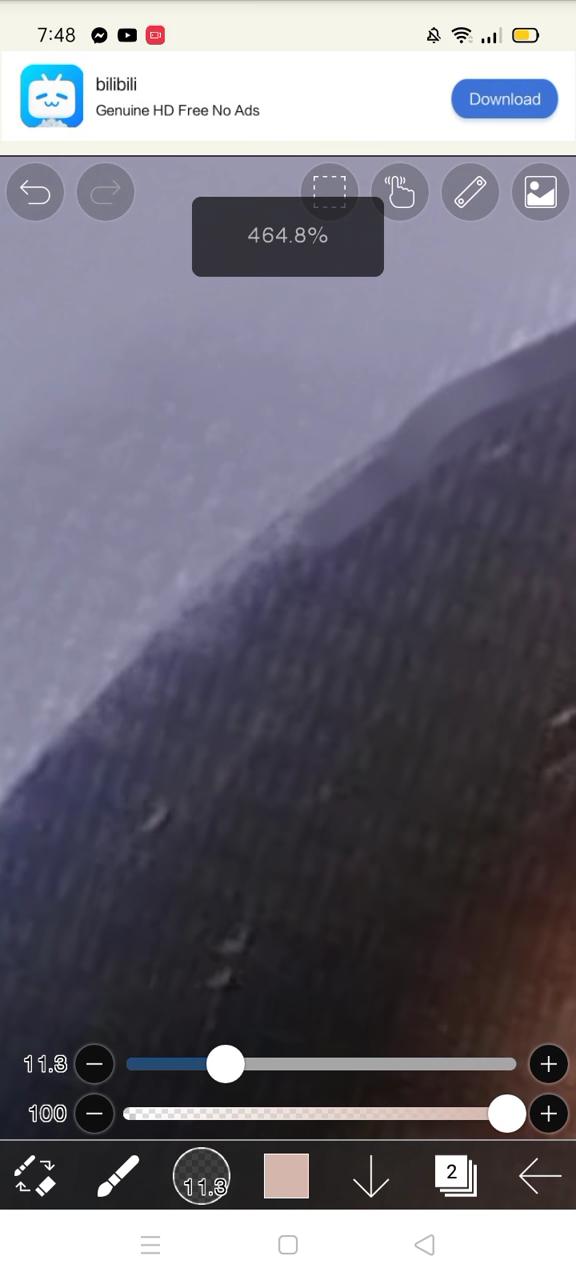 7:48
bilibili
Genuine HD Free No Ads
Download
464.8%
11.3
100
11.3
2